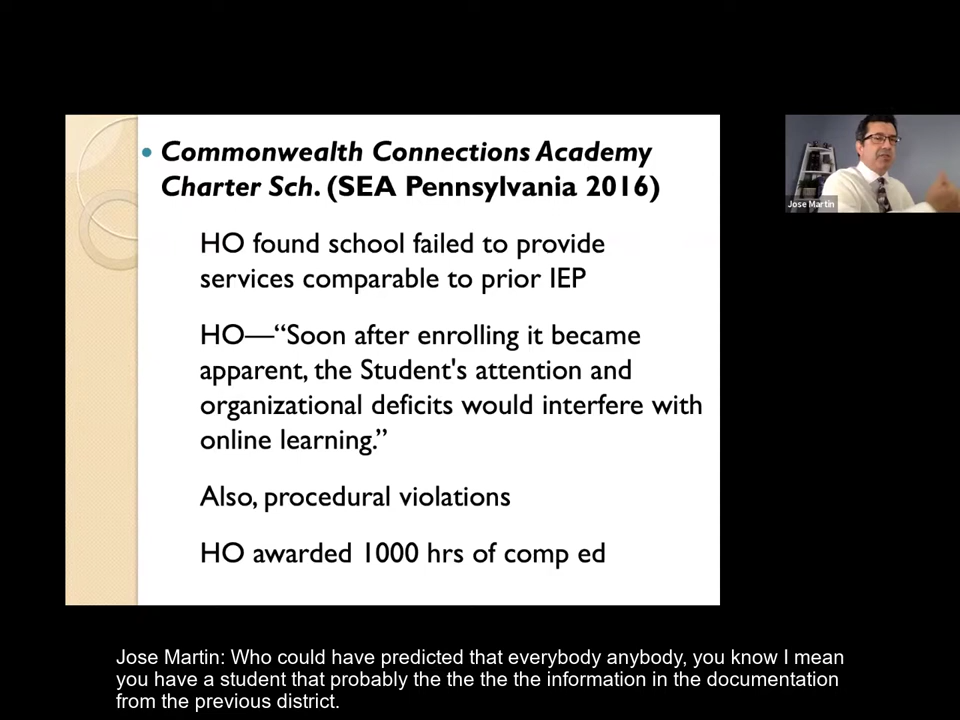 Commonwealth Connections Academy
Charter Sch. (SEA Pennsylvania 2016)
HO found school failed to provide
services comparable to prior IEP
HO—“Soon after enrolling it became
apparent, the Student's attention and
organizational deficits would interfere with
online learning.”
Also, procedural violations
HO awarded 1000 hrs of comp ed
Jose Martin
Jose Martin: Who could have predicted that everybody anybody, you know I mean
you have a student that probably the the the the information in the documentation
from the previous district.